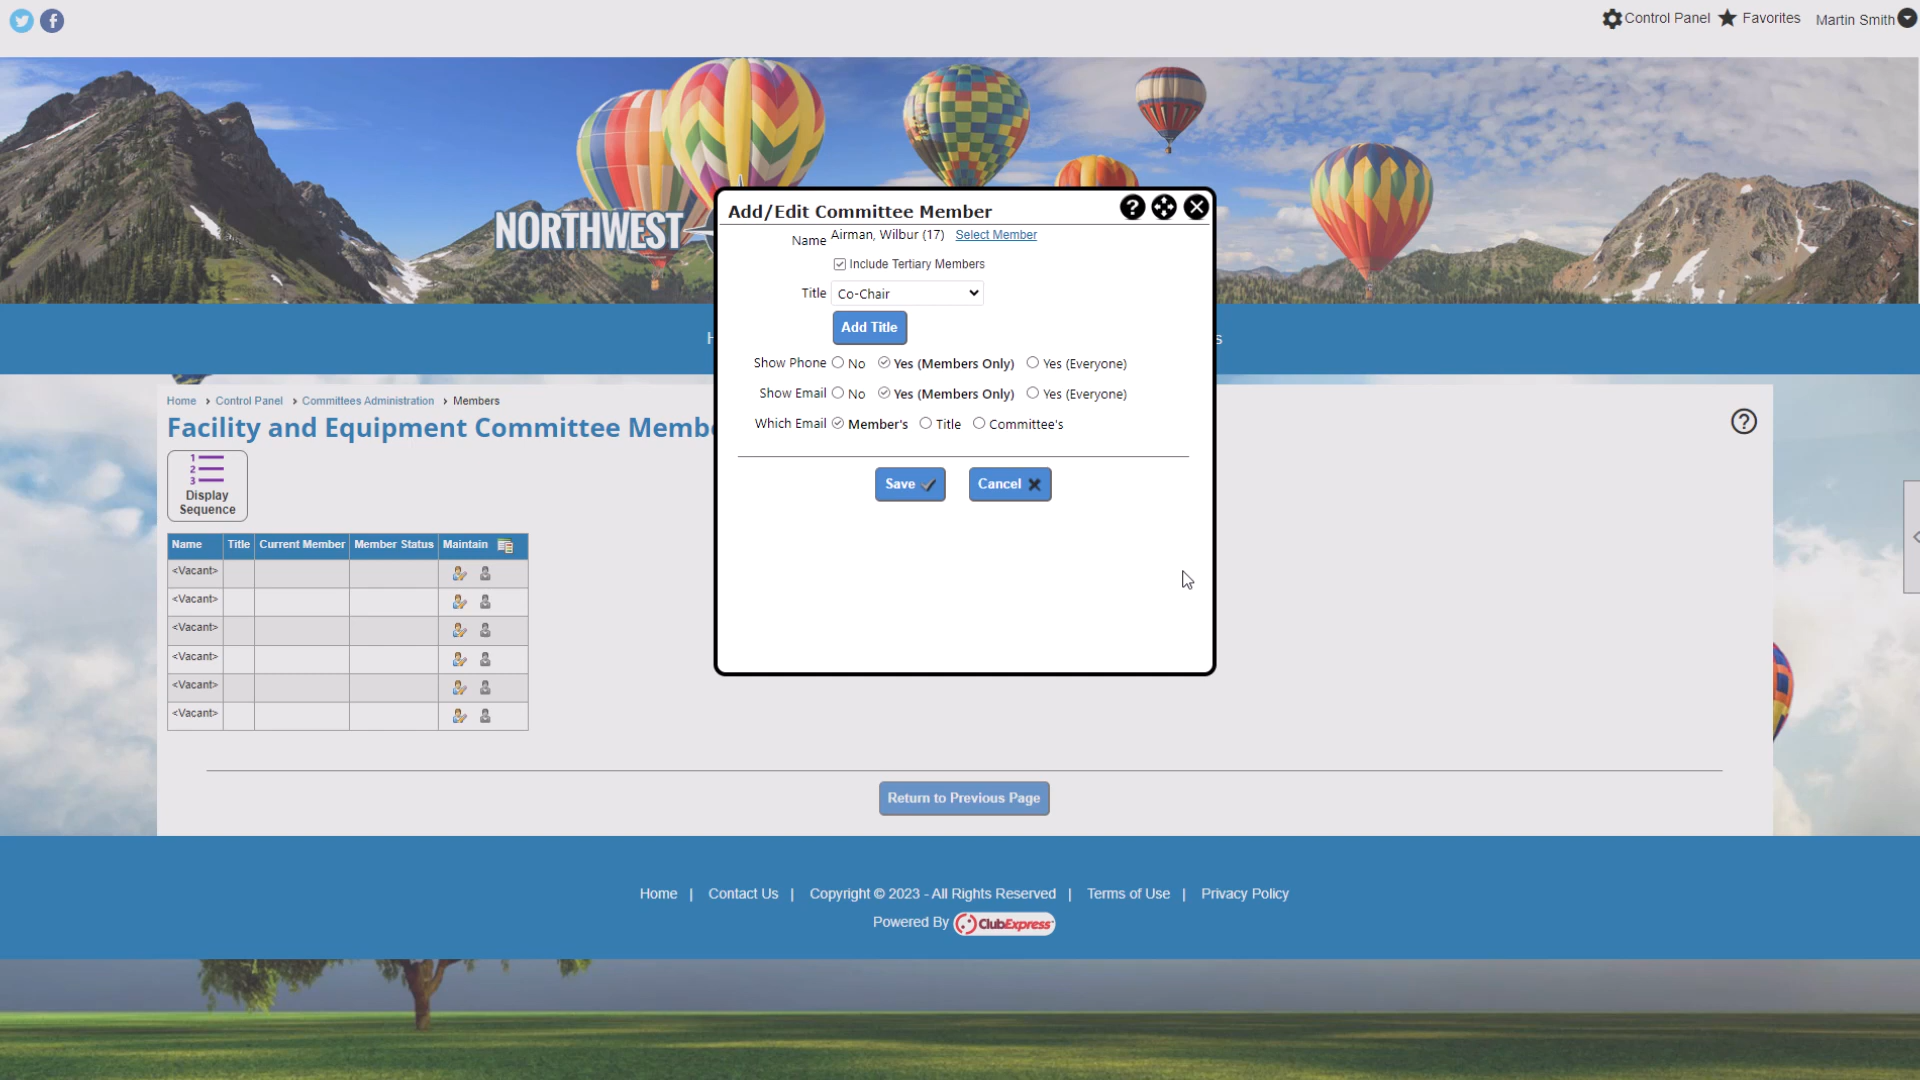 Control Panel Favorites Martin Smith
NORTHWEST
Add/Edit Committee Member
Name Airman, Wilbur (17) Select Member
Include Tertiary Members
Title Co-Chair
Add Title
Show Phone No Yes (Members Only) Yes (Everyone)
Show Email No Yes (Members Only) Yes (Everyone)
Which Email Member's Title Committee's
Save Cancel
Home › Control Panel › Committees Administration › Members
Facility and Equipment Committee
1
2
3
Display
Sequence
Name Title Current Member Member Status Maintain
<Vacant>
<Vacant>
<Vacant>
<Vacant>
<Vacant>
<Vacant>
Return to Previous Page
Home | Contact Us | Copyright © 2023 - All Rights Reserved | Terms of Use | Privacy Policy
Powered By ClubExpress